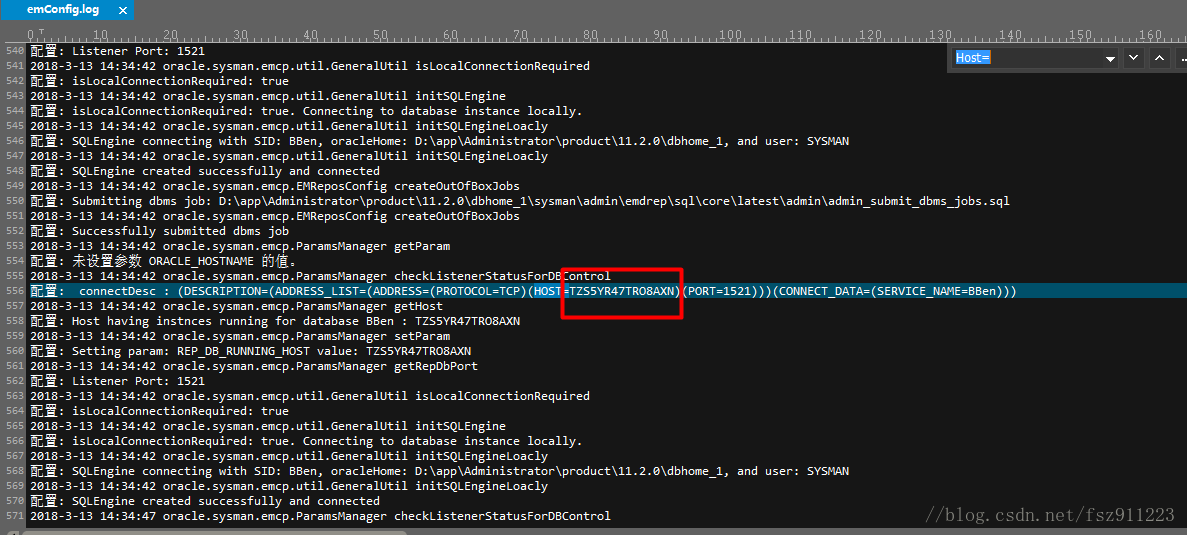 emConfig.log ×
0 10 20 30 40 50 60 70 80 90 100 110 120 130 140 150 160
Host=
540 配置: Listener Port: 1521
541 2018-3-13 14:34:42 oracle.sysman.emcp.util.GeneralUtil isLocalConnectionRequired
542 配置: isLocalConnectionRequired: true
543 2018-3-13 14:34:42 oracle.sysman.emcp.util.GeneralUtil initSQLEngine
544 配置: isLocalConnectionRequired: true. Connecting to database instance locally.
545 2018-3-13 14:34:42 oracle.sysman.emcp.util.GeneralUtil initSQLEngineLoacly
546 配置: SQLEngine connecting with SID: BBen, oracleHome: D:\app\Administrator\product\11.2.0\dbhome_1, and user: SYSMAN
547 2018-3-13 14:34:42 oracle.sysman.emcp.util.GeneralUtil initSQLEngineLoacly
548 配置: SQLEngine created successfully and connected
549 2018-3-13 14:34:42 oracle.sysman.emcp.EMReposConfig createOutOfBoxJobs
550 配置: Submitting dbms job: D:\app\Administrator\product\11.2.0\dbhome_1\sysman\admin\emdrep\sql\core\latest\admin\admin_submit_dbms_jobs.sql
551 2018-3-13 14:34:42 oracle.sysman.emcp.EMReposConfig createOutOfBoxJobs
552 配置: Successfully submitted dbms job
553 2018-3-13 14:34:42 oracle.sysman.emcp.ParamsManager getParam
554 配置: 未设置参数 ORACLE_HOSTNAME 的值。
555 2018-3-13 14:34:42 oracle.sysman.emcp.ParamsManager checkListenerStatusForDBControl
556 配置:  connectDesc : (DESCRIPTION=(ADDRESS_LIST=(ADDRESS=(PROTOCOL=TCP)(HOST=TZS5YR47TRO8AXN)(PORT=1521)))(CONNECT_DATA=(SERVICE_NAME=BBen)))
557 2018-3-13 14:34:42 oracle.sysman.emcp.ParamsManager getHost
558 配置: Host having instnces running for database BBen : TZS5YR47TRO8AXN
559 2018-3-13 14:34:42 oracle.sysman.emcp.ParamsManager setParam
560 配置: Setting param: REP_DB_RUNNING_HOST value: TZS5YR47TRO8AXN
561 2018-3-13 14:34:42 oracle.sysman.emcp.ParamsManager getRepDbPort
562 配置: Listener Port: 1521
563 2018-3-13 14:34:42 oracle.sysman.emcp.util.GeneralUtil isLocalConnectionRequired
564 配置: isLocalConnectionRequired: true
565 2018-3-13 14:34:42 oracle.sysman.emcp.util.GeneralUtil initSQLEngine
566 配置: isLocalConnectionRequired: true. Connecting to database instance locally.
567 2018-3-13 14:34:42 oracle.sysman.emcp.util.GeneralUtil initSQLEngineLoacly
568 配置: SQLEngine connecting with SID: BBen, oracleHome: D:\app\Administrator\product\11.2.0\dbhome_1, and user: SYSMAN
569 2018-3-13 14:34:42 oracle.sysman.emcp.util.GeneralUtil initSQLEngineLoacly
570 配置: SQLEngine created successfully and connected
571 2018-3-13 14:34:47 oracle.sysman.emcp.ParamsManager checkListenerStatusForDBControl
//blog.csdn.net/fsz911223